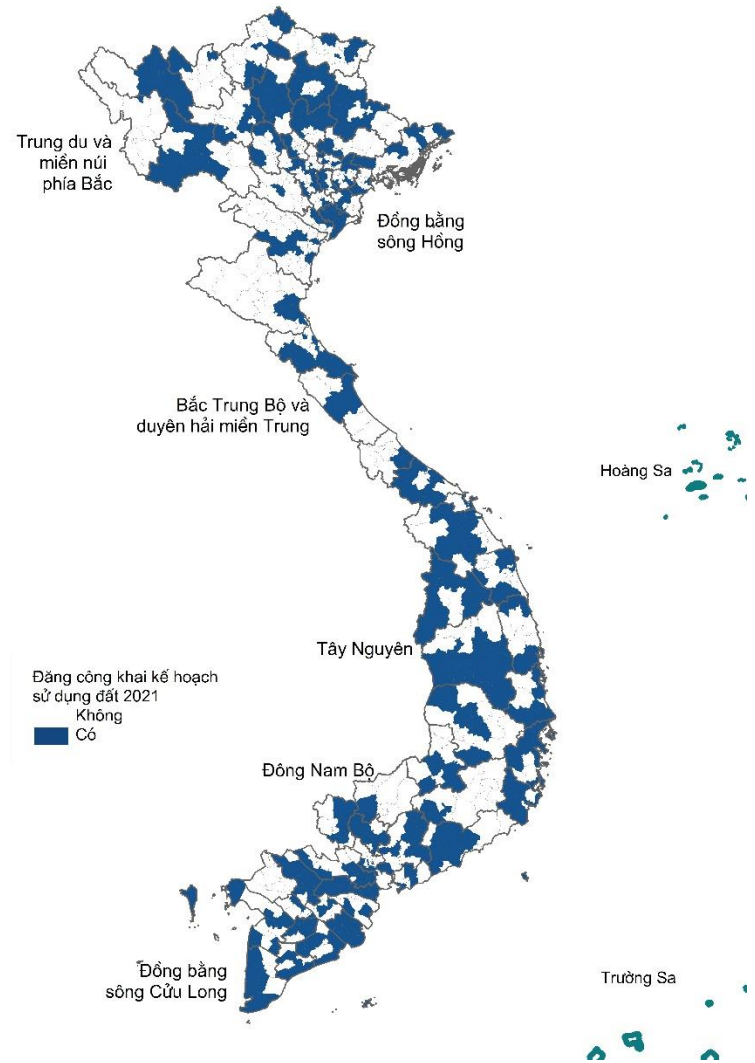 Trung du và
miền núi
phía Bắc
Đồng bằng
sông Hồng
Bắc Trung Bộ và
duyên hải miền Trung
Hoàng Sa
Tây Nguyên
Đăng công khai kế hoạch
sử dụng đất 2021
Không
Có
Đông Nam Bộ
Đồng bằng
sông Cửu Long
Trường Sa